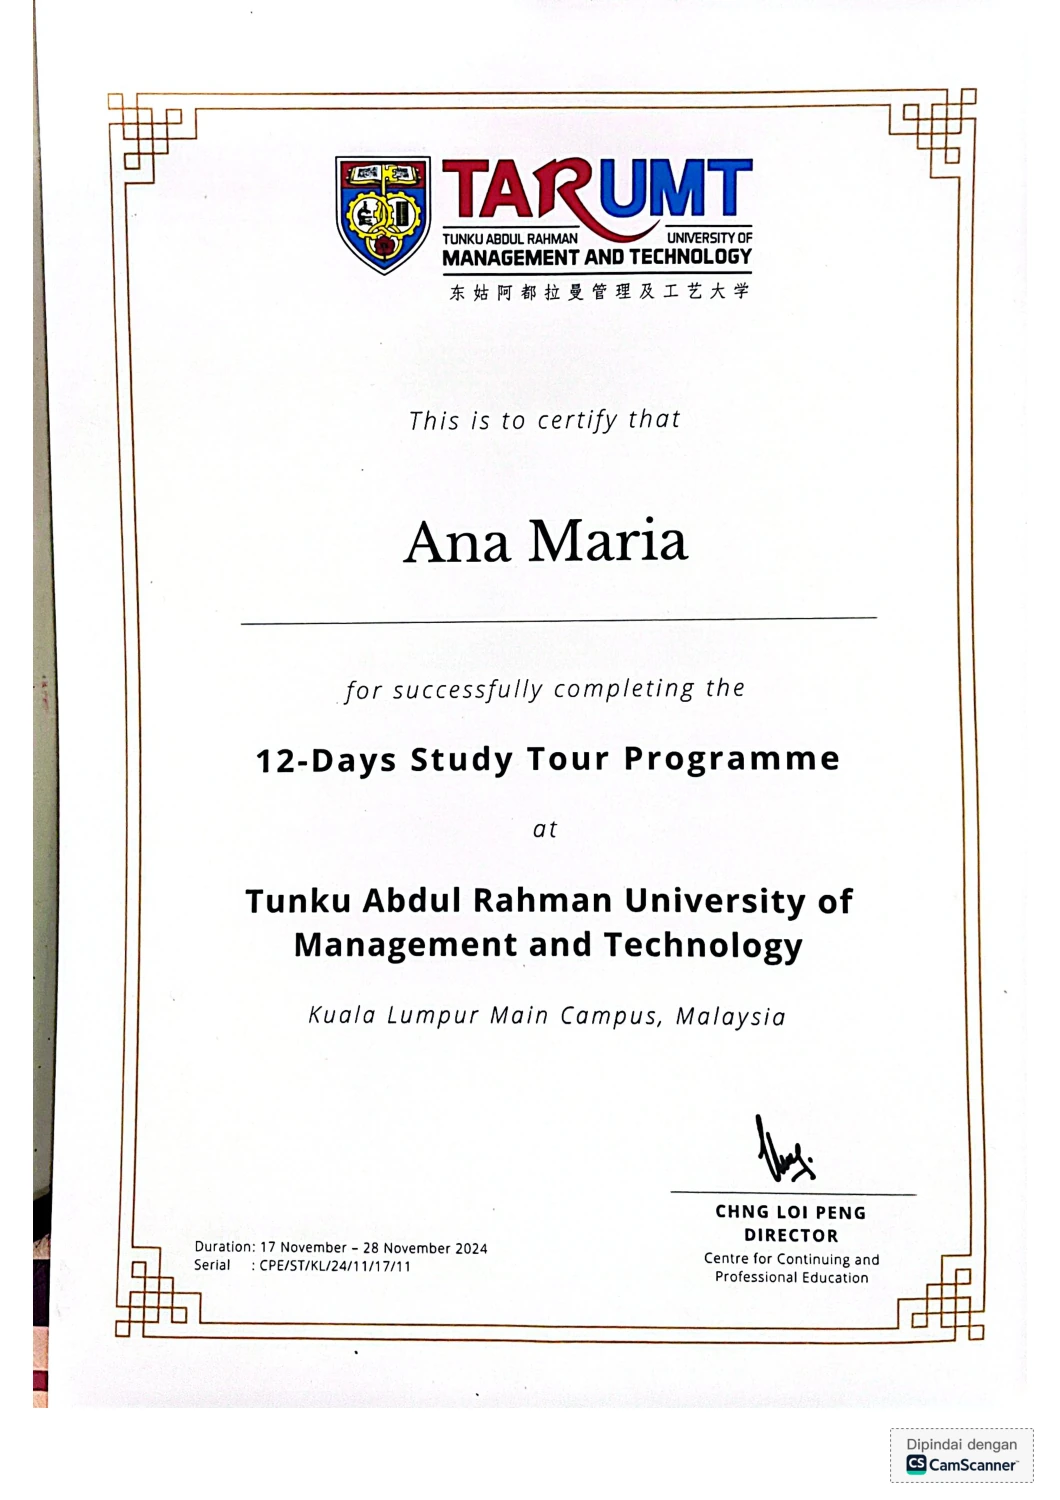 TARUMT
TUNKU ABDUL RAHMAN UNIVERSITY OF
MANAGEMENT AND TECHNOLOGY
东姑阿都拉曼管理及工艺大学
This is to certify that
Ana Maria
for successfully completing the
12-Days Study Tour Programme
at
Tunku Abdul Rahman University of
Management and Technology
Kuala Lumpur Main Campus, Malaysia
CHNG LOI PENG
DIRECTOR
Centre for Continuing and
Professional Education
Duration: 17 November – 28 November 2024
Serial : CPE/ST/KL/24/11/17/11
Dipindai dengan
CS CamScanner